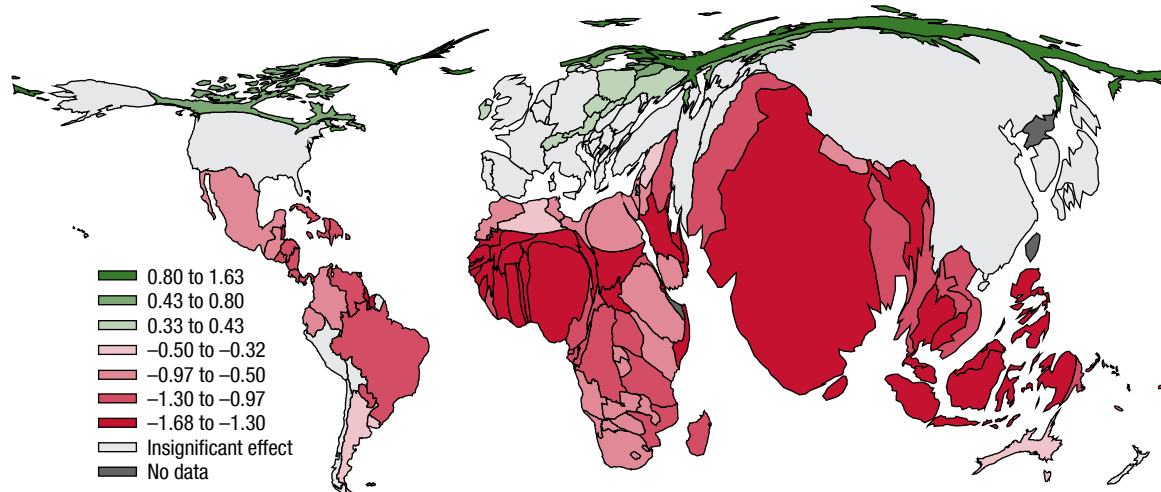 0.80 to 1.63
0.43 to 0.80
0.33 to 0.43
–0.50 to –0.32
–0.97 to –0.50
–1.30 to –0.97
–1.68 to –1.30
Insignificant effect
No data